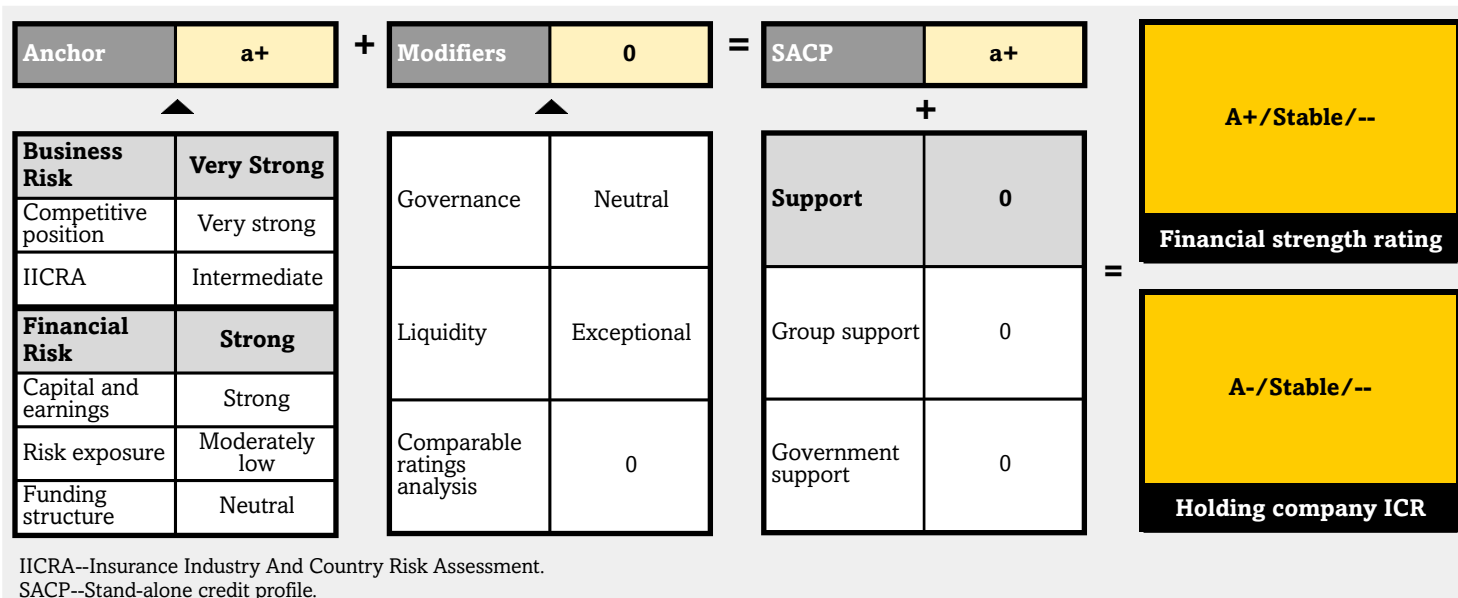 Anchor a+ + Modifiers 0 = SACP a+
+
Business
Risk
Very Strong
Competitive
position
Very strong
IICRA Intermediate
Financial
Risk
Strong
Capital and
earnings
Strong
Risk exposure
Moderately
low
Funding
structure
Neutral
Governance Neutral
Liquidity Exceptional
Comparable
ratings
analysis
0
Support 0
Group support 0
Government
support
0
=
A+/Stable/--
Financial strength rating
A-/Stable/--
Holding company ICR
IICRA--Insurance Industry And Country Risk Assessment.
SACP--Stand-alone credit profile.